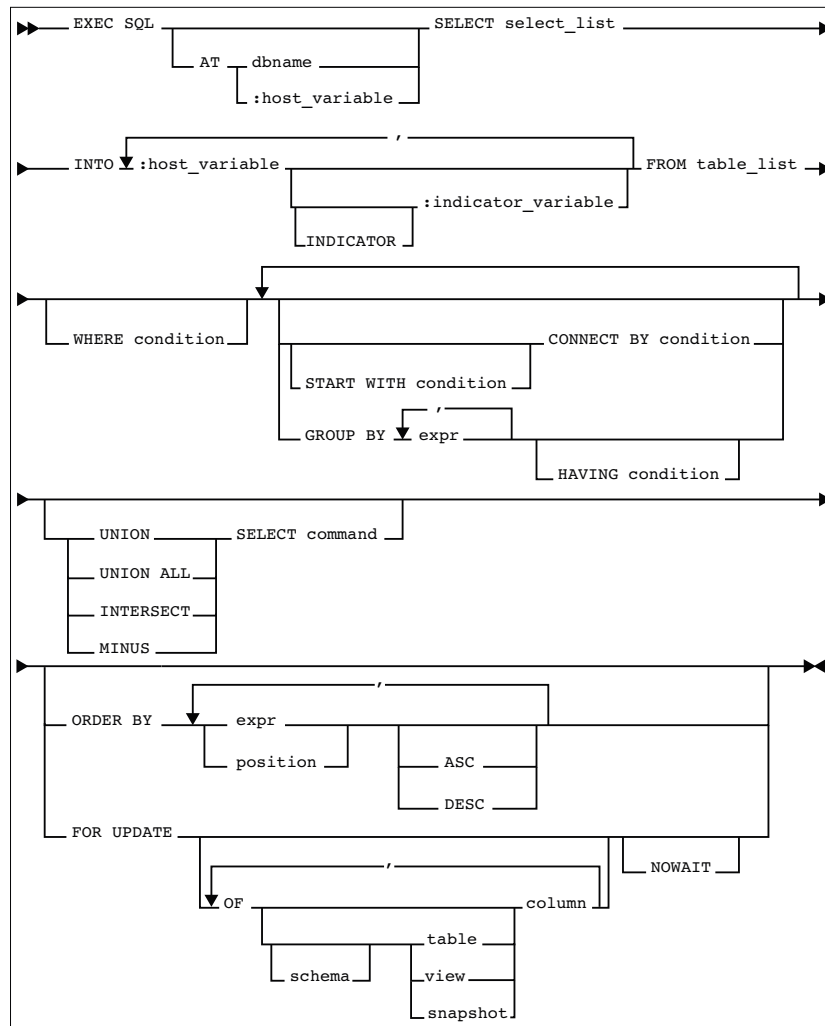 EXEC SQL SELECT select_list
AT dbname
:host_variable
,
INTO :host_variable FROM table_list
:indicator_variable
INDICATOR
WHERE condition
CONNECT BY condition
START WITH condition
,
GROUP BY expr
HAVING condition
UNION SELECT command
UNION ALL
INTERSECT
MINUS
,
ORDER BY expr
position ASC
DESC
FOR UPDATE
NOWAIT
,
OF column
table
schema view
snapshot